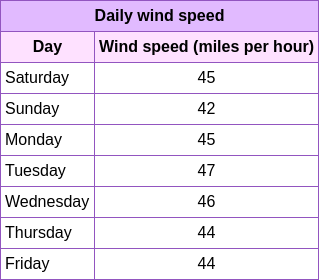 Daily wind speed
Day Wind speed (miles per hour)
Saturday 45
Sunday 42
Monday 45
Tuesday 47
Wednesday 46
Thursday 44
Friday 44